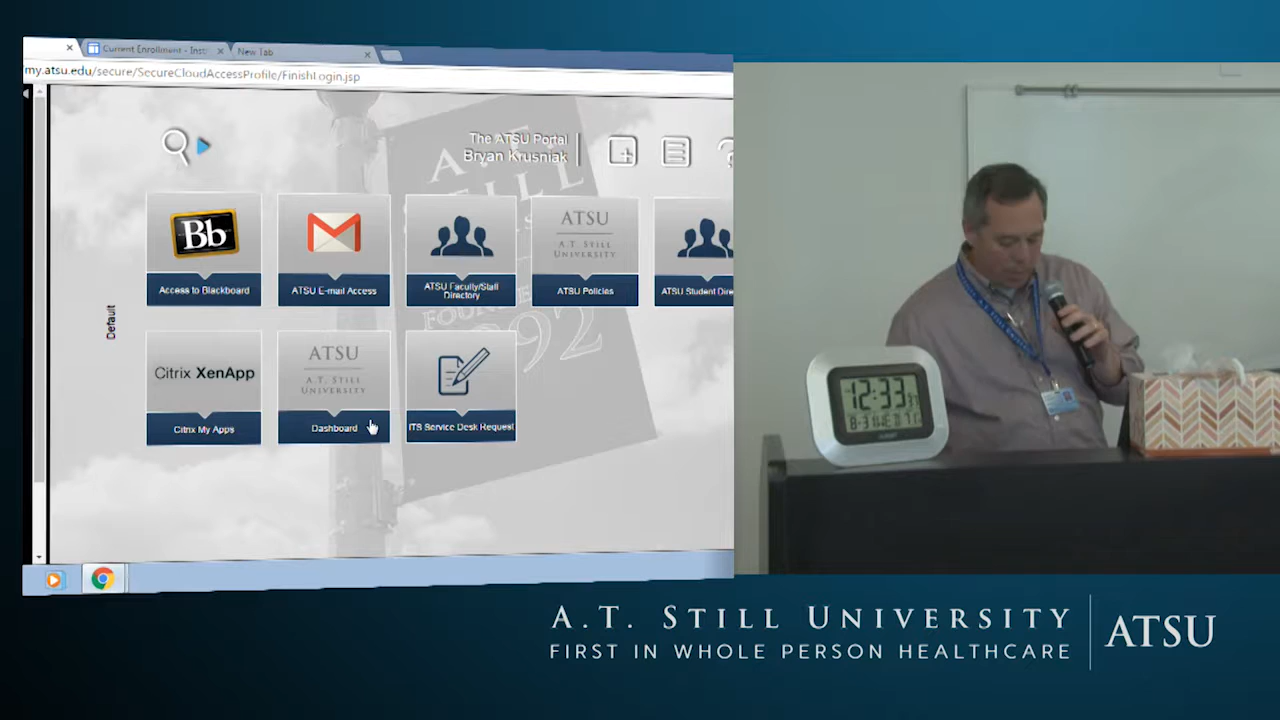 Current Enrollment - Inst:
New Tab
my.atsu.edu/secure/SecureCloudAccessProfile/FinishLogin.jsp
The ATSU Portal
Bryan Krusniak
Default
Bb
Access to Blackboard
ATSU E-mail Access
ATSU Faculty/Staff
Directory
ATSU
A.T. STILL
UNIVERSITY
ATSU Policies
ATSU Student Dire
Citrix XenApp
Citrix My Apps
ATSU
A.T. STILL
UNIVERSITY
Dashboard
ITS Service Desk Request
12:33
A.T. STILL UNIVERSITY
FIRST IN WHOLE PERSON HEALTHCARE
ATSU